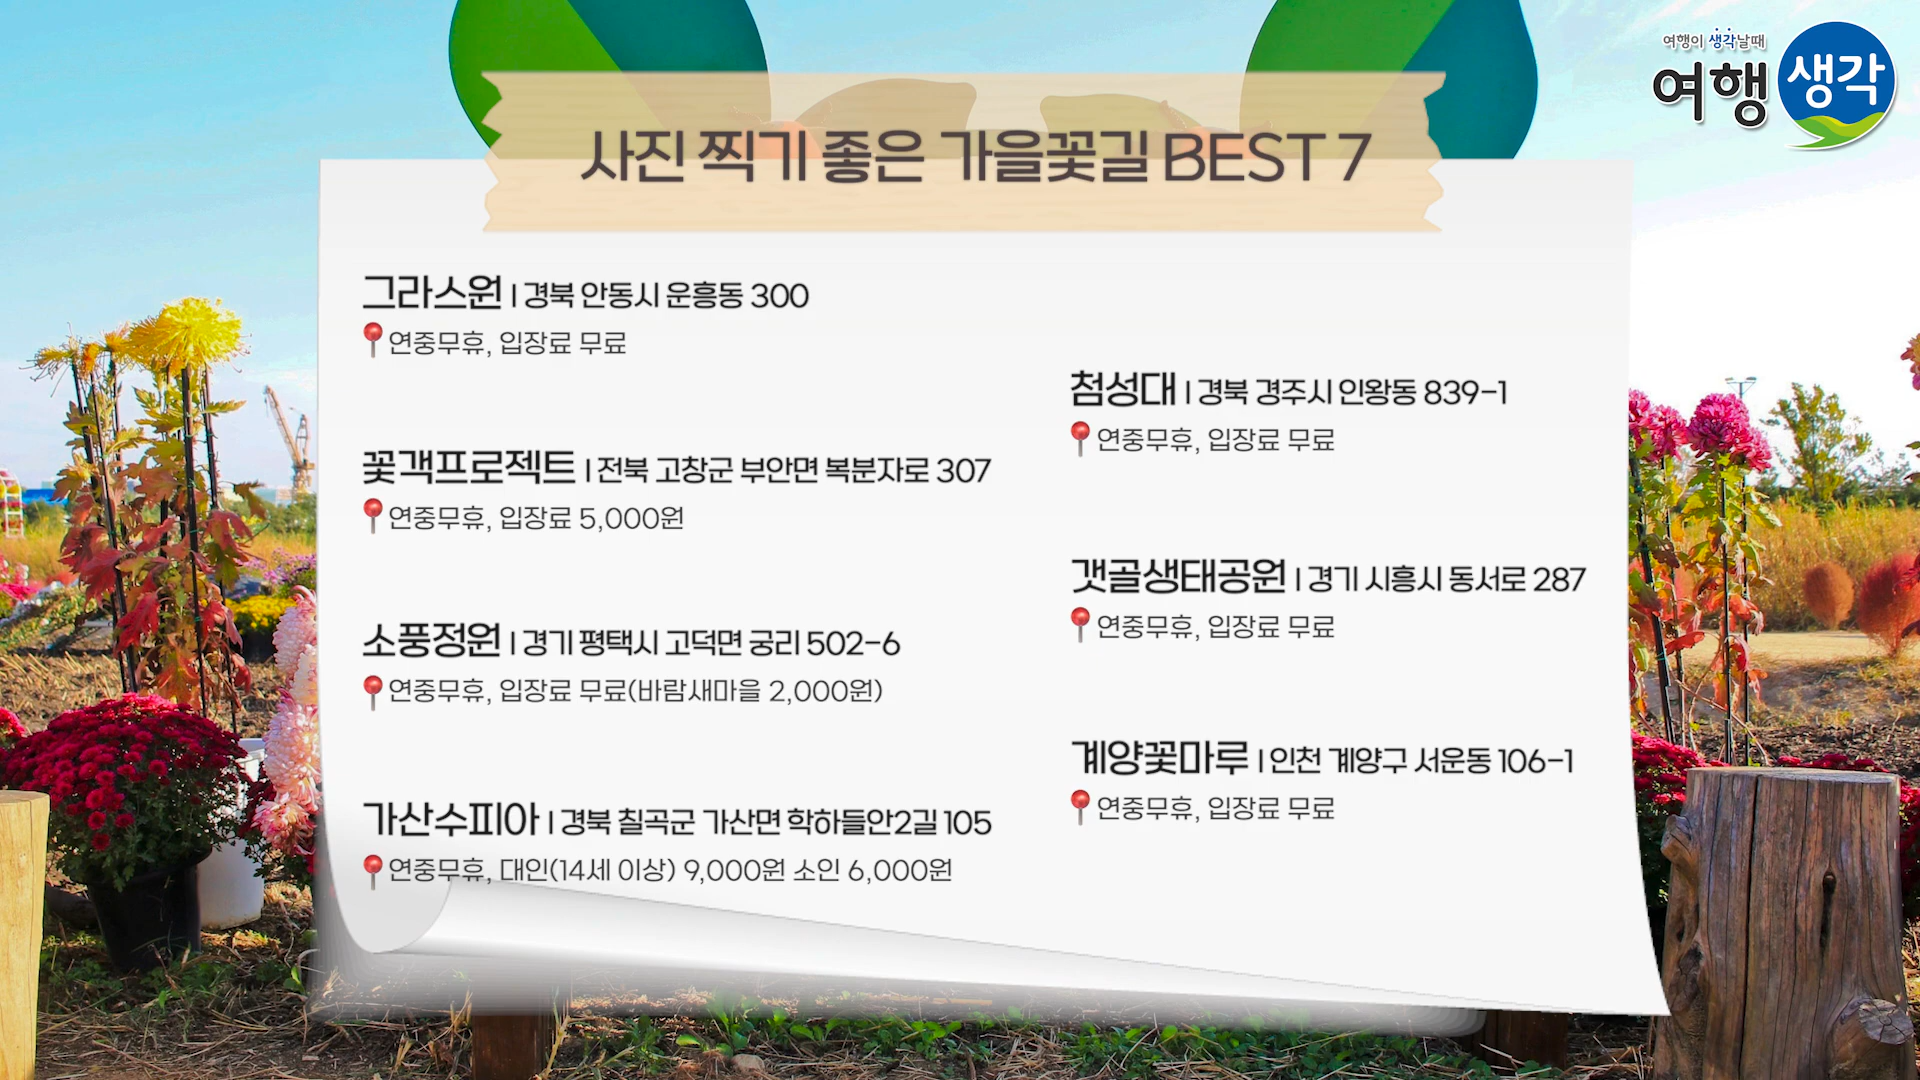 여행이 생각날때
여행생각
사진 찍기 좋은 가을꽃길 BEST 7
그라스원 | 경북 안동시 운흥동 300
연중무휴, 입장료 무료
꽃객프로젝트 | 전북 고창군 부안면 복분자로 307
연중무휴, 입장료 5,000원
소풍정원 | 경기 평택시 고덕면 궁리 502-6
연중무휴, 입장료 무료(바람새마을 2,000원)
가산수피아 | 경북 칠곡군 가산면 학하들안2길 105
연중무휴, 대인(14세 이상) 9,000원 소인 6,000원
첨성대 | 경북 경주시 인왕동 839-1
연중무휴, 입장료 무료
갯골생태공원 | 경기 시흥시 동서로 287
연중무휴, 입장료 무료
계양꽃마루 | 인천 계양구 서운동 106-1
연중무휴, 입장료 무료